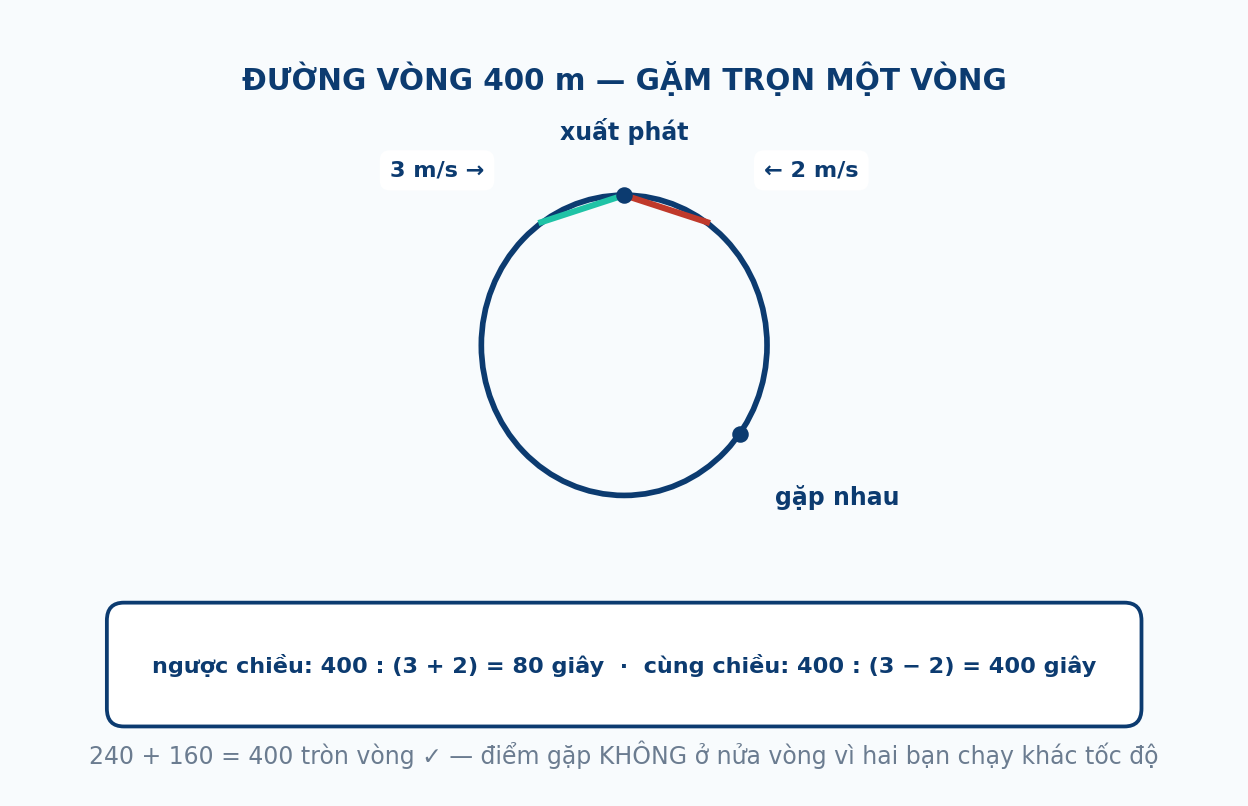 ĐƯỜNG VÒNG 400 m — GẶM TRỌN MỘT VÒNG
xuất phát
3 m/s →
← 2 m/s
gặp nhau
ngược chiều: 400 : (3 + 2) = 80 giây · cùng chiều: 400 : (3 − 2) = 400 giây
240 + 160 = 400 tròn vòng ✓ — điểm gặp KHÔNG ở nửa vòng vì hai bạn chạy khác tốc độ